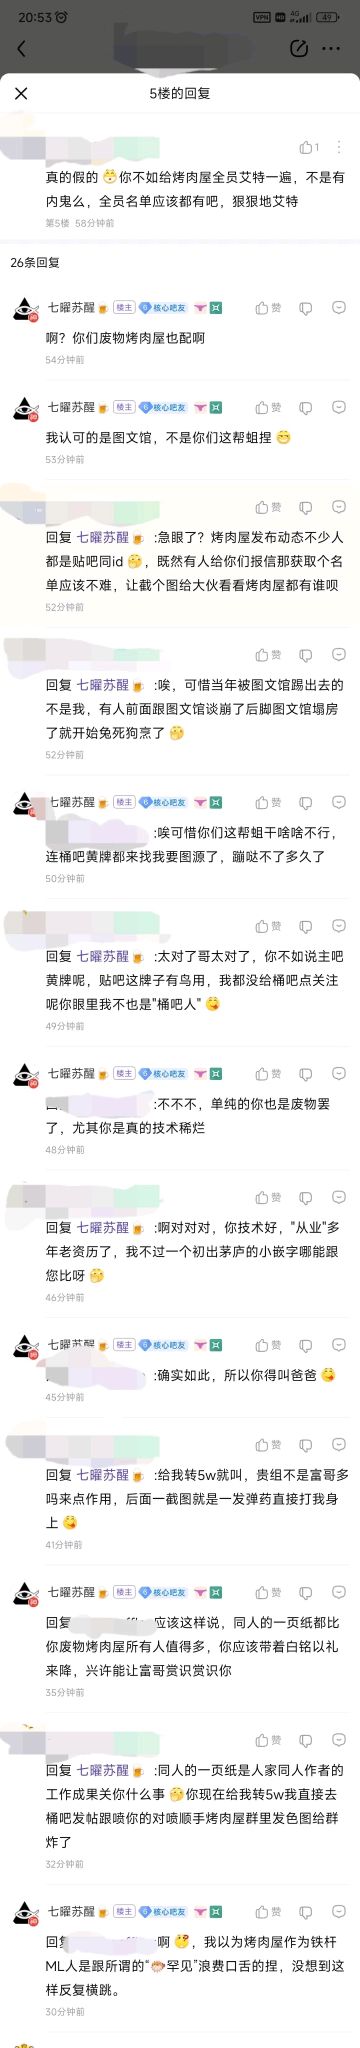 20:53
VPN HD 4G 49
5楼的回复
1
真的假的 你不如给烤肉屋全员艾特一遍，不是有
内鬼么，全员名单应该都有吧，狠狠地艾特
第5楼 58分钟前
26条回复
七曜苏醒 楼主 6 核心吧友 赞
啊？你们废物烤肉屋也配啊
54分钟前
七曜苏醒 楼主 6 核心吧友 赞
我认可的是图文馆，不是你们这帮蛆捏
53分钟前
赞
回复 七曜苏醒 :急眼了？烤肉屋发布动态不少人
都是贴吧同id ，既然有人给你们报信那获取个名
单应该不难，让截个图给大伙看看烤肉屋都有谁呗
52分钟前
赞
回复 七曜苏醒 :唉，可惜当年被图文馆踢出去的
不是我，有人前面跟图文馆谈崩了后脚图文馆塌房
了就开始兔死狗烹了
52分钟前
七曜苏醒 楼主 6 核心吧友 赞
:唉可惜你们这帮蛆干啥啥不行，
连桶吧黄牌都来找我要图源了，蹦哒不了多久了
50分钟前
赞
回复 七曜苏醒 :太对了哥太对了，你不如说主吧
黄牌呢，贴吧这牌子有鸟用，我都没给桶吧点关注
呢你眼里我不也是"桶吧人"
49分钟前
七曜苏醒 楼主 6 核心吧友 赞
:不不不，单纯的你也是废物罢
了，尤其你是真的技术稀烂
48分钟前
赞
回复 七曜苏醒 :啊对对对，你技术好，"从业"多
年老资历了，我不过一个初出茅庐的小嵌字哪能跟
您比呀
46分钟前
七曜苏醒 楼主 6 核心吧友 赞
:确实如此，所以你得叫爸爸
45分钟前
赞
回复 七曜苏醒 :给我转5w就叫，贵组不是富哥多
吗来点作用，后面一截图就是一发弹药直接打我身
上
41分钟前
七曜苏醒 楼主 6 核心吧友 赞
回复 应该这样说，同人的一页纸都比
你废物烤肉屋所有人值得多，你应该带着白铭以礼
来降，兴许能让富哥赏识赏识你
35分钟前
赞
回复 七曜苏醒 :同人的一页纸是人家同人作者的
工作成果关你什么事 你现在给我转5w我直接去
桶吧发帖跟喷你的对喷顺手烤肉屋群里发色图给群
炸了
32分钟前
七曜苏醒 楼主 6 核心吧友 赞
回复 :啊 ，我以为烤肉屋作为铁杆
ML人是跟所谓的“ 罕见”浪费口舌的捏，没想到这
样反复横跳。
30分钟前